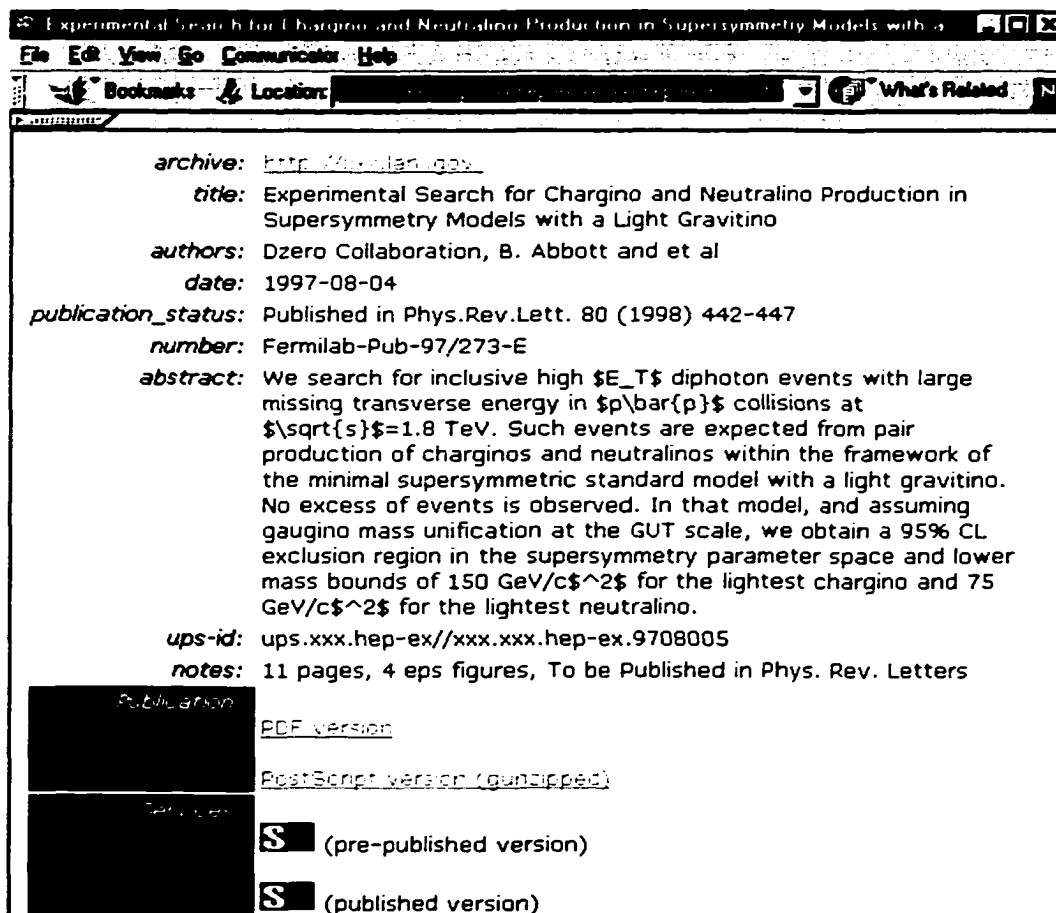 Experimental Search for Chargino and Neutralino Production in Supersymmetry Models with a
File Edit View Go Communicator Help
Bookmarks Location: What's Related N
archive:
title: Experimental Search for Chargino and Neutralino Production in
Supersymmetry Models with a Light Gravitino
authors: Dzero Collaboration, B. Abbott and et al
date: 1997-08-04
publication_status: Published in Phys.Rev.Lett. 80 (1998) 442-447
number: Fermilab-Pub-97/273-E
abstract: We search for inclusive high $E_T$ diphoton events with large
missing transverse energy in $p\bar{p}$ collisions at
$\sqrt{s}$=1.8 TeV. Such events are expected from pair
production of charginos and neutralinos within the framework of
the minimal supersymmetric standard model with a light gravitino.
No excess of events is observed. In that model, and assuming
gaugino mass unification at the GUT scale, we obtain a 95% CL
exclusion region in the supersymmetry parameter space and lower
mass bounds of 150 GeV/c$^2$ for the lightest chargino and 75
GeV/c$^2$ for the lightest neutralino.
ups-id: ups.xxx.hep-ex//xxx.xxx.hep-ex.9708005
notes: 11 pages, 4 eps figures, To be Published in Phys. Rev. Letters
Publication
PDF version
PostScript version (gunzipped)
Services
S (pre-published version)
S (published version)